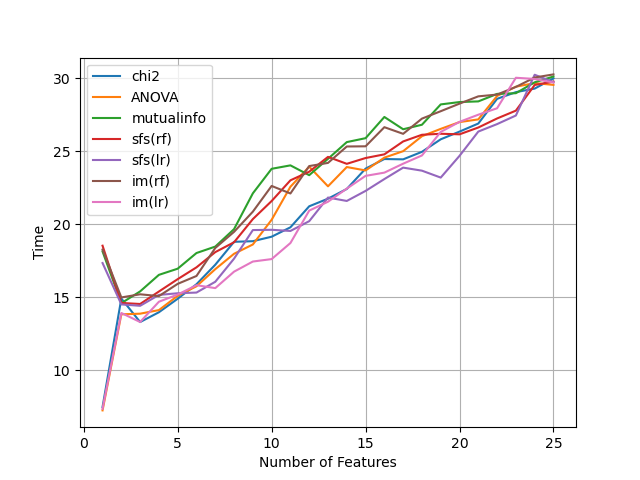 chi2
ANOVA
mutualinfo
sfs(rf)
sfs(lr)
im(rf)
im(lr)
30
25
20
15
10
Time
0 5 10 15 20 25
Number of Features